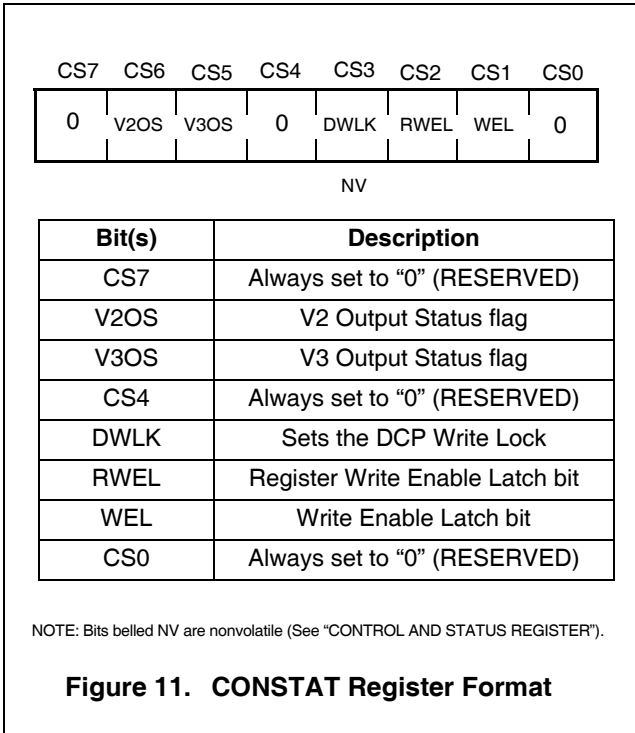 CS7 CS6 CS5 CS4 CS3 CS2 CS1 CS0
0 V2OS V3OS 0 DWLK RWEL WEL 0
NV
Bit(s) Description
CS7 Always set to “0” (RESERVED)
V2OS V2 Output Status flag
V3OS V3 Output Status flag
CS4 Always set to “0” (RESERVED)
DWLK Sets the DCP Write Lock
RWEL Register Write Enable Latch bit
WEL Write Enable Latch bit
CS0 Always set to “0” (RESERVED)
NOTE: Bits belled NV are nonvolatile (See “CONTROL AND STATUS REGISTER”).
Figure 11. CONSTAT Register Format